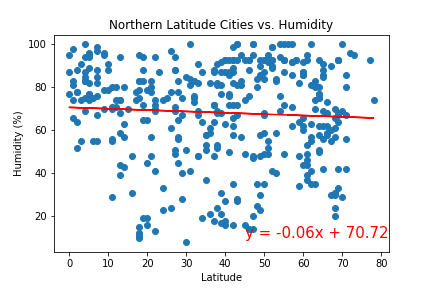 Northern Latitude Cities vs. Humidity
100
80
60
40
20
Humidity (%)
y = -0.06x + 70.72
0 10 20 30 40 50 60 70 80
Latitude